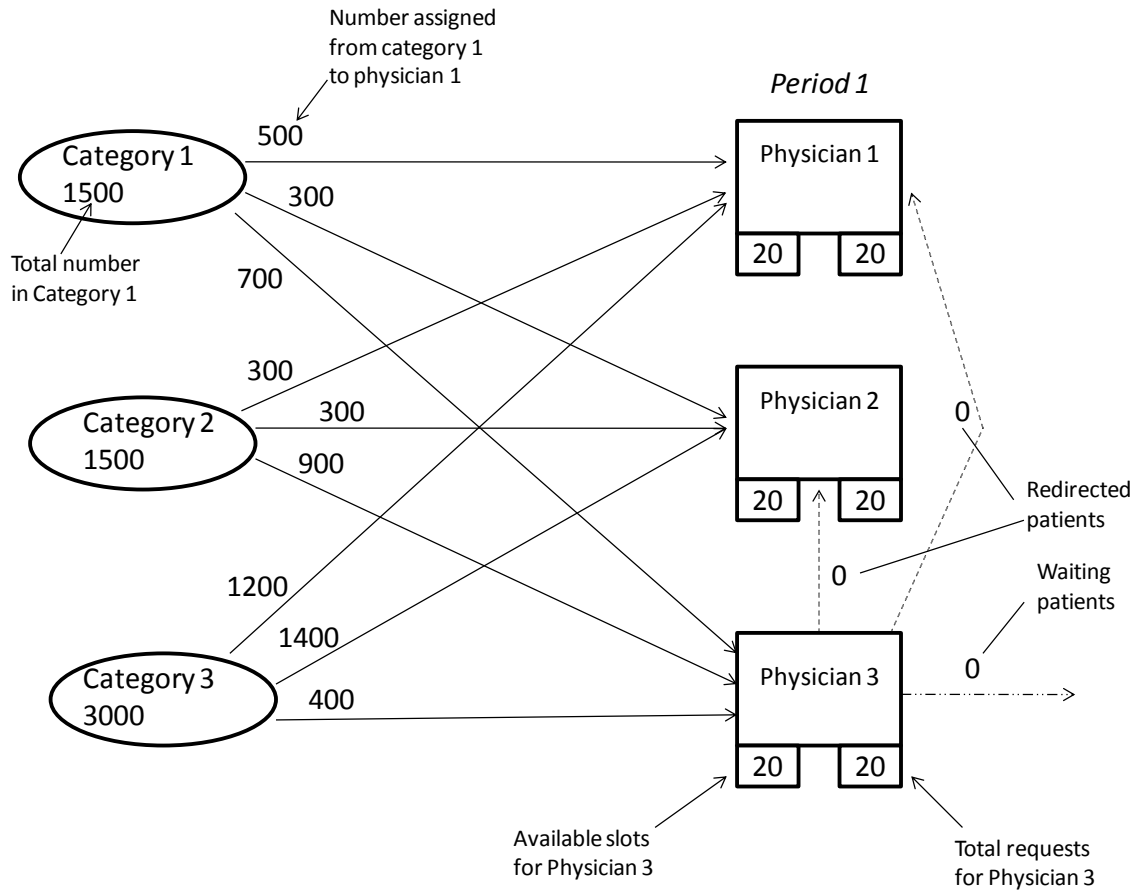 Number assigned
from category 1
to physician 1
Period 1
500
Category 1
1500
Physician 1
300
20 20
Total number
in Category 1
700
300
300
Category 2
1500
900
Physician 2
0
20 20
Redirected
patients
0
Waiting
patients
1200
1400
Category 3
3000
400
Physician 3
0
20 20
Available slots
for Physician 3
Total requests
for Physician 3